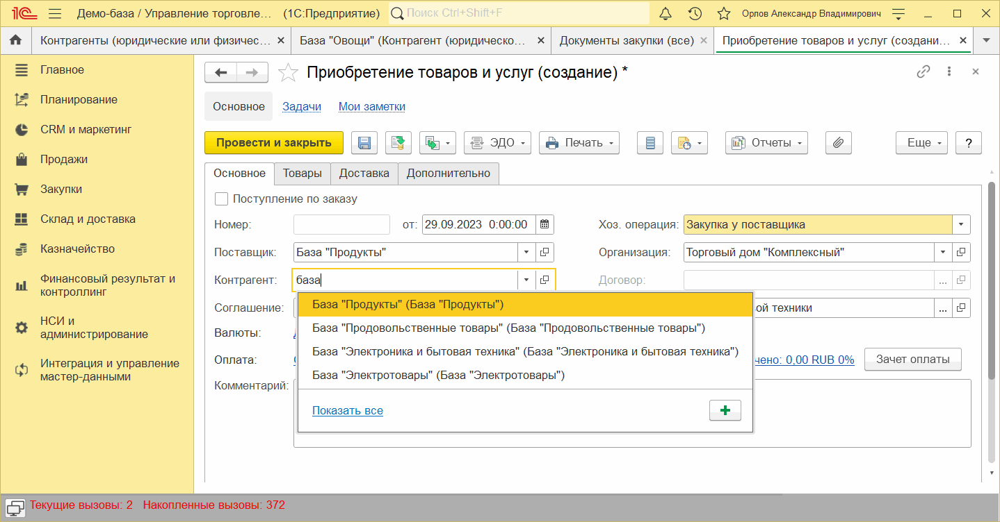 1С Демо-база / Управление торговле... (1С:Предприятие) Поиск Ctrl+Shift+F Орлов Александр Владимирович
Контрагенты (юридические или физичес... База "Овощи" (Контрагент (юридическо... Документы закупки (все) Приобретение товаров и услуг (создани...
Главное
Планирование
CRM и маркетинг
Продажи
Закупки
Склад и доставка
Казначейство
Финансовый результат и
контроллинг
НСИ и
администрирование
Интеграция и управление
мастер-данными
Приобретение товаров и услуг (создание) *
Основное Задачи Мои заметки
Провести и закрыть ЭДО Печать Отчеты Еще ?
Основное Товары Доставка Дополнительно
Поступление по заказу
Номер: от: 29.09.2023 0:00:00 Хоз. операция: Закупка у поставщика
Поставщик: База "Продукты" Организация: Торговый дом "Комплексный"
Контрагент: база Договор: ...
Соглашение: ой техники ...
Валюты:
Оплата: чено: 0,00 RUB 0% Зачет оплаты
Комментарий:
База "Продукты" (База "Продукты")
База "Продовольственные товары" (База "Продовольственные товары")
База "Электроника и бытовая техника" (База "Электроника и бытовая техника")
База "Электротовары" (База "Электротовары")
Показать все
Текущие вызовы: 2 Накопленные вызовы: 372